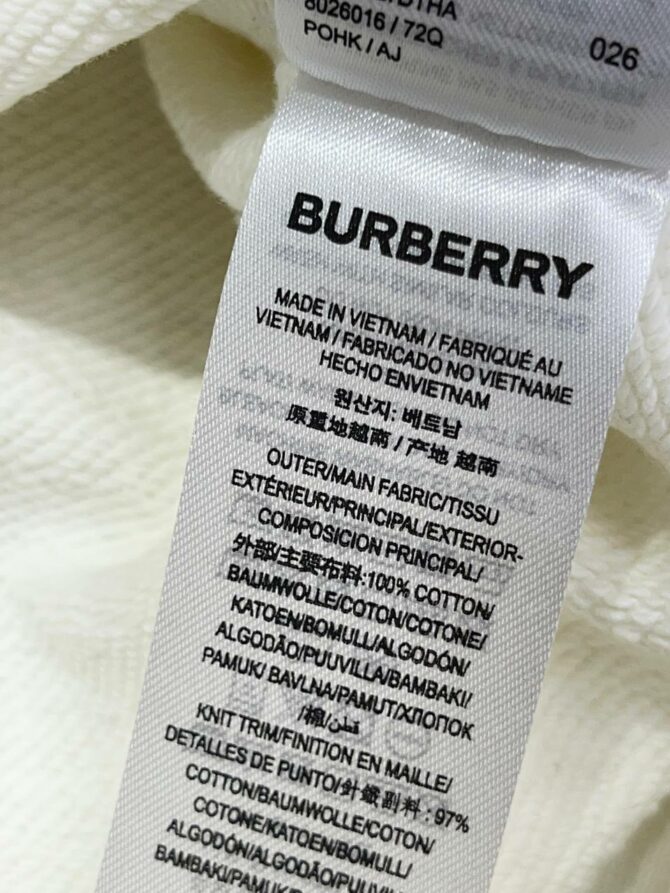 8026016 / 72Q
POHK / AJ
026
BURBERRY
MADE IN VIETNAM / FABRIQUÉ AU
VIETNAM / FABRICADO NO VIETNAME
HECHO ENVIETNAM
원산지: 베트남
原重地越南 / 产地 越南
OUTER/MAIN FABRIC/TISSU
EXTÉRIEUR/PRINCIPAL/EXTERIOR-
COMPOSICION PRINCIPAL/
外部/主要布料:100% COTTON/
BAUMWOLLE/COTON/COTONE/
KATOEN/BOMULL/ALGODÓN/
ALGODÃO/PUUVILLA/BAMBAKI/
PAMUK/ BAVLNA/PAMUT/ХЛОПОК
/棉/قطن
KNIT TRIM/FINITION EN MAILLE/
DETALLES DE PUNTO/針織副料: 97%
COTTON/BAUMWOLLE/COTON/
COTONE/KATOEN/BOMULL/
ALGODÓN/ALGODÃO/PUUVILLA/
BAMBAKI/PAMUK/